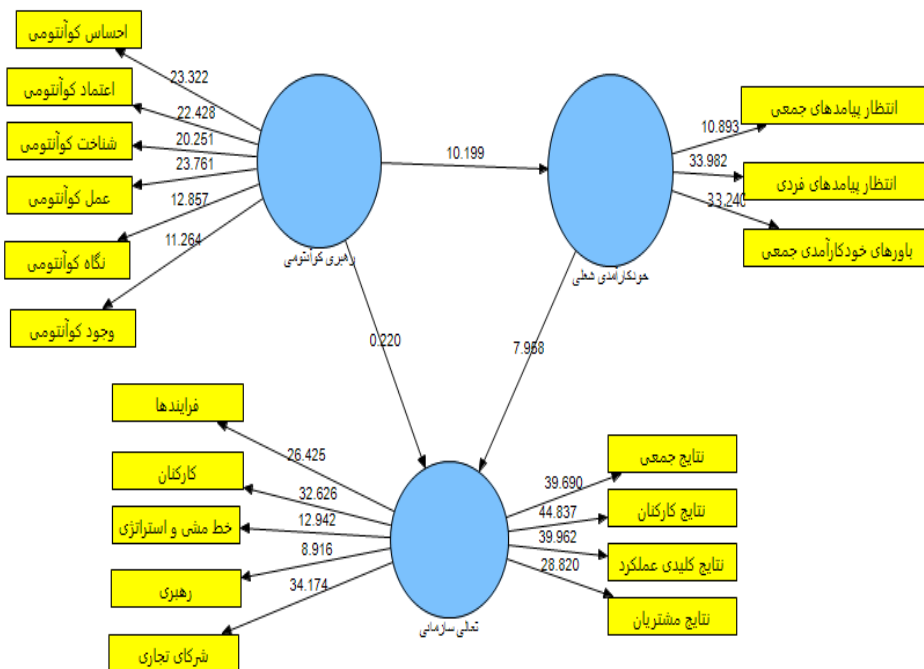 احساس کوآنتومی
23.322
اعتماد کوآنتومی
22.428
شناخت کوآنتومی
20.251
عمل کوآنتومی
23.761
نگاه کوآنتومی
12.857
وجود کوآنتومی
11.264
رهبری کوآنتومی
10.199
انتظار پیامدهای جمعی
10.893
انتظار پیامدهای فردی
33.982
باورهای خودکارآمدی جمعی
33.240
خودکارآمدی شغلی
0.220
7.958
فرایندها
26.425
کارکنان
32.626
خط مشی و استراتژی
12.942
رهبری
8.916
شرکای تجاری
34.174
تعالی سازمانی
نتایج جمعی
39.690
نتایج کارکنان
44.837
نتایج کلیدی عملکرد
39.962
نتایج مشتریان
28.820